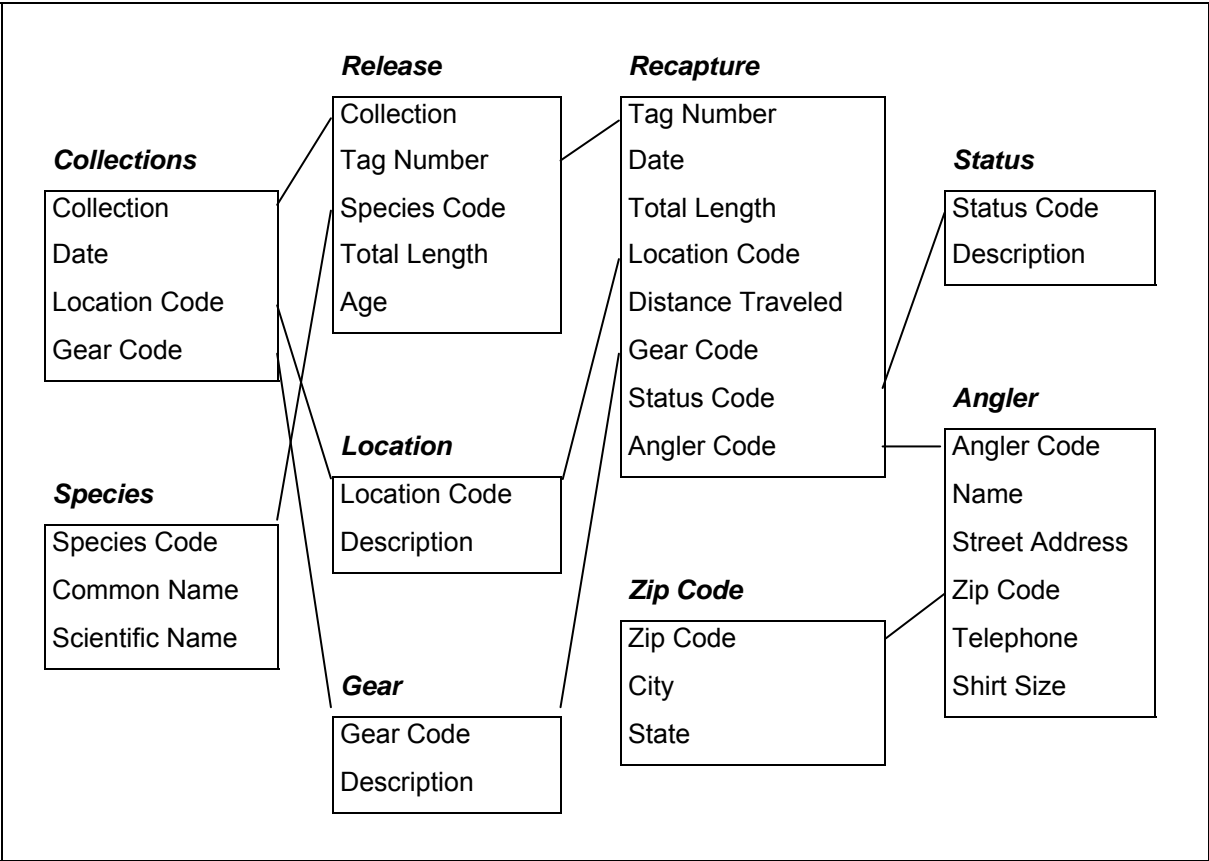 Release
Collection
Tag Number
Species Code
Total Length
Age
Recapture
Tag Number
Date
Total Length
Location Code
Distance Traveled
Gear Code
Status Code
Angler Code
Collections
Collection
Date
Location Code
Gear Code
Status
Status Code
Description
Species
Species Code
Common Name
Scientific Name
Location
Location Code
Description
Angler
Angler Code
Name
Street Address
Zip Code
Telephone
Shirt Size
Zip Code
Zip Code
City
State
Gear
Gear Code
Description